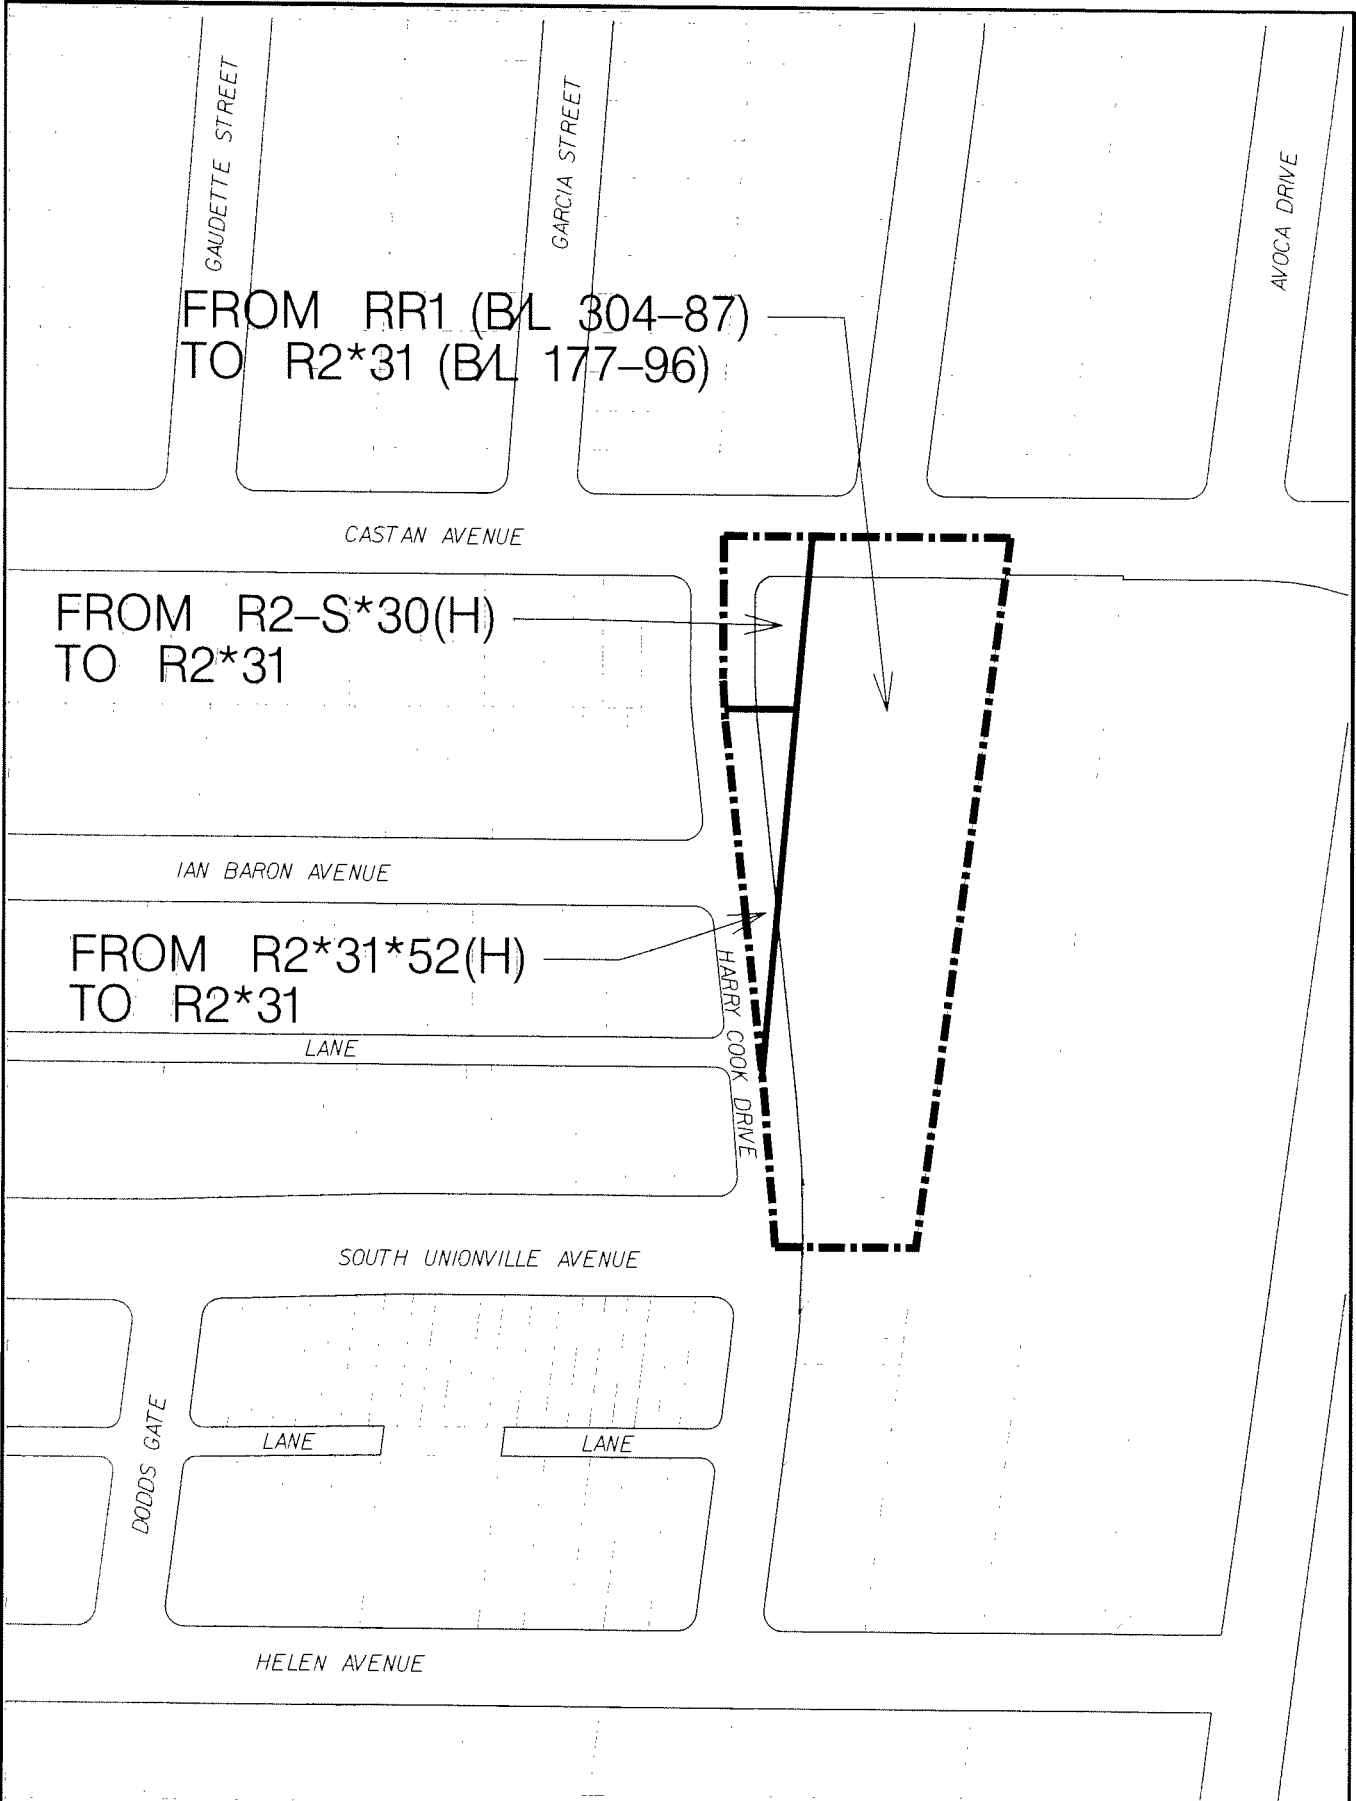 GAUDETTE STREET
GARCIA STREET
AVOCA DRIVE
FROM RR1 (B/L 304-87)
TO R2*31 (B/L 177-96)
CASTAN AVENUE
FROM R2-S*30(H)
TO R2*31
IAN BARON AVENUE
FROM R2*31*52(H)
TO R2*31
HARRY COOK DRIVE
LANE
SOUTH UNIONVILLE AVENUE
DODDS GATE
LANE
LANE
HELEN AVENUE